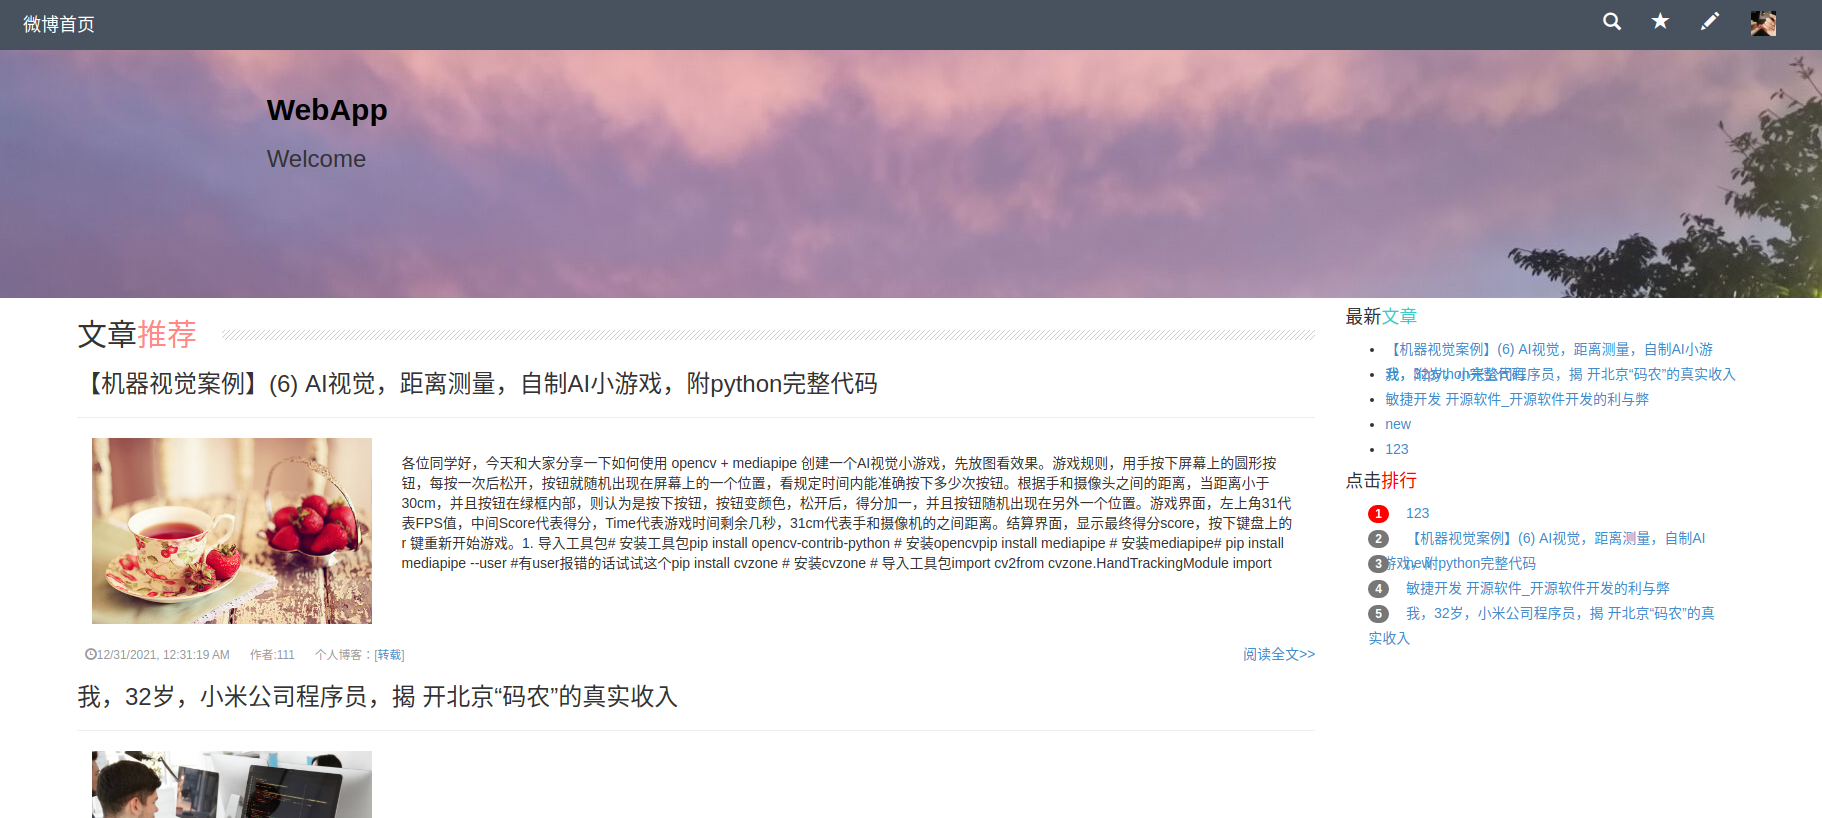 微博首页
WebApp
Welcome
文章推荐
【机器视觉案例】(6) AI视觉，距离测量，自制AI小游戏，附python完整代码
各位同学好，今天和大家分享一下如何使用 opencv + mediapipe 创建一个AI视觉小游戏，先放图看效果。游戏规则，用手按下屏幕上的圆形按
钮，每按一次后松开，按钮就随机出现在屏幕上的一个位置，看规定时间内能准确按下多少次按钮。根据手和摄像头之间的距离，当距离小于
30cm，并且按钮在绿框内部，则认为是按下按钮，按钮变颜色，松开后，得分加一，并且按钮随机出现在另外一个位置。游戏界面，左上角31代
表FPS值，中间Score代表得分，Time代表游戏时间剩余几秒，31cm代表手和摄像机的之间距离。结算界面，显示最终得分score，按下键盘上的
r 键重新开始游戏。1. 导入工具包# 安装工具包pip install opencv-contrib-python # 安装opencvpip install mediapipe # 安装mediapipe# pip install
mediapipe --user #有user报错的话试试这个pip install cvzone # 安装cvzone # 导入工具包import cv2from cvzone.HandTrackingModule import
12/31/2021, 12:31:19 AM 作者:111 个人博客：[转载]
阅读全文>>
我，32岁，小米公司程序员，揭 开北京“码农”的真实收入
最新文章
【机器视觉案例】(6) AI视觉，距离测量，自制AI小游
戏，附python完整代码
我，32岁，小米公司程序员，揭 开北京“码农”的真实收入
敏捷开发 开源软件_开源软件开发的利与弊
new
123
点击排行
1 123
2 【机器视觉案例】(6) AI视觉，距离测量，自制AI
游戏，附python完整代码
3 new
4 敏捷开发 开源软件_开源软件开发的利与弊
5 我，32岁，小米公司程序员，揭 开北京“码农”的真
实收入